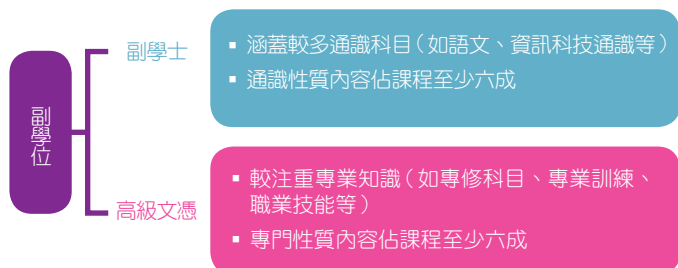 副學位
副學士
▪ 涵蓋較多通識科目(如語文、資訊科技通識等)
▪ 通識性質內容佔課程至少六成
高級文憑
▪ 較注重專業知識(如專修科目、專業訓練、
職業技能等)
▪ 專門性質內容佔課程至少六成